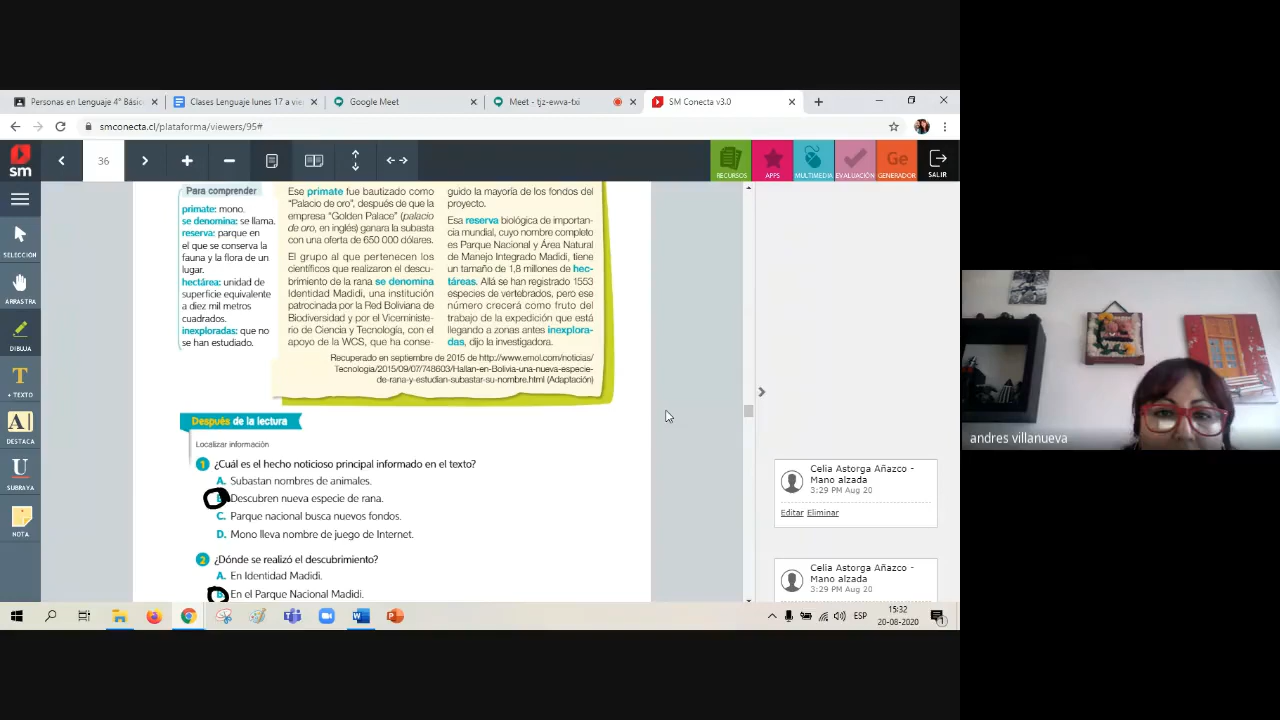 Personas en Lenguaje 4° Básic
Clases Lenguaje lunes 17 a vier
Google Meet
Meet - tjz-ewva-txi
SM Conecta v3.0
smconecta.cl/plataforma/viewers/95#
sm
36
RECURSOS
APPS
MULTIMEDIA
EVALUACIÓN
Ge
GENERADOR
SALIR
SELECCIÓN
ARRASTRA
DIBUJA
T
+ TEXTO
A
DESTACA
U
SUBRAYA
NOTA
Para comprender
primate: mono.
se denomina: se llama.
reserva: parque en
el que se conserva la
fauna y la flora de un
lugar.
hectárea: unidad de
superficie equivalente
a diez mil metros
cuadrados.
inexploradas: que no
se han estudiado.
Ese primate fue bautizado como
“Palacio de oro”, después de que la
empresa “Golden Palace” (palacio
de oro, en inglés) ganara la subasta
con una oferta de 650 000 dólares.
El grupo al que pertenecen los
científicos que realizaron el descu-
brimiento de la rana se denomina
Identidad Madidi, una institución
patrocinada por la Red Boliviana de
Biodiversidad y por el Viceministe-
rio de Ciencia y Tecnología, con el
apoyo de la WCS, que ha conse-
guido la mayoría de los fondos del
proyecto.
Esa reserva biológica de importan-
cia mundial, cuyo nombre completo
es Parque Nacional y Área Natural
de Manejo Integrado Madidi, tiene
un tamaño de 1,8 millones de hec-
táreas. Allá se han registrado 1553
especies de vertebrados, pero ese
número crecerá como fruto del
trabajo de la expedición que está
llegando a zonas antes inexplora-
das, dijo la investigadora.
Recuperado en septiembre de 2015 de http://www.emol.com/noticias/
Tecnologia/2015/09/07/748603/Hallan-en-Bolivia-una-nueva-especie-
de-rana-y-estudian-subastar-su-nombre.html (Adaptación)
Después de la lectura
Localizar información
1 ¿Cuál es el hecho noticioso principal informado en el texto?
A. Subastan nombres de animales.
Descubren nueva especie de rana.
C. Parque nacional busca nuevos fondos.
D. Mono lleva nombre de juego de Internet.
2 ¿Dónde se realizó el descubrimiento?
A. En Identidad Madidi.
En el Parque Nacional Madidi.
Celia Astorga Añazco -
Mano alzada
3:29 PM Aug 20
Editar Eliminar
Celia Astorga Añazco -
Mano alzada
3:29 PM Aug 20
ESP
15:32
20-08-2020
1
andres villanueva